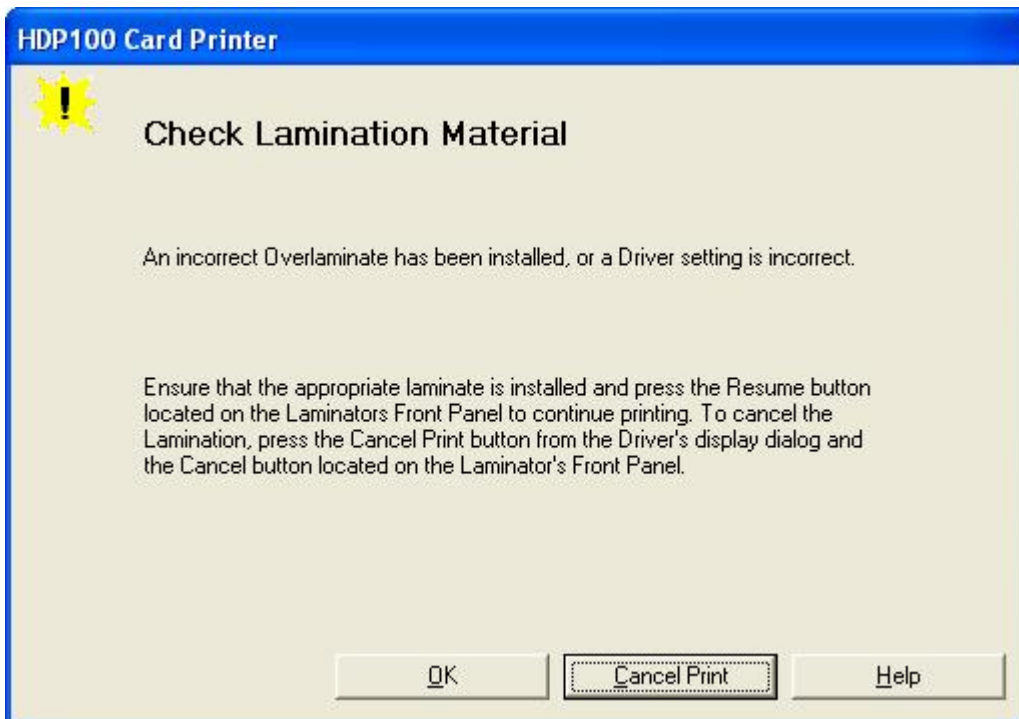 HDP100 Card Printer
!
Check Lamination Material
An incorrect Overlaminate has been installed, or a Driver setting is incorrect.
Ensure that the appropriate laminate is installed and press the Resume button
located on the Laminators Front Panel to continue printing. To cancel the
Lamination, press the Cancel Print button from the Driver's display dialog and
the Cancel button located on the Laminator's Front Panel.
OK Cancel Print Help